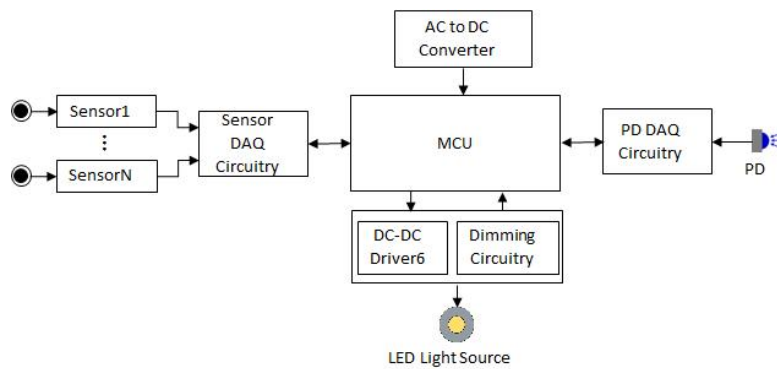 AC to DC
Converter
Sensor1
⋮
SensorN
Sensor
DAQ
Circuitry
MCU
PD DAQ
Circuitry
PD
DC-DC
Driver6
Dimming
Circuitry
LED Light Source